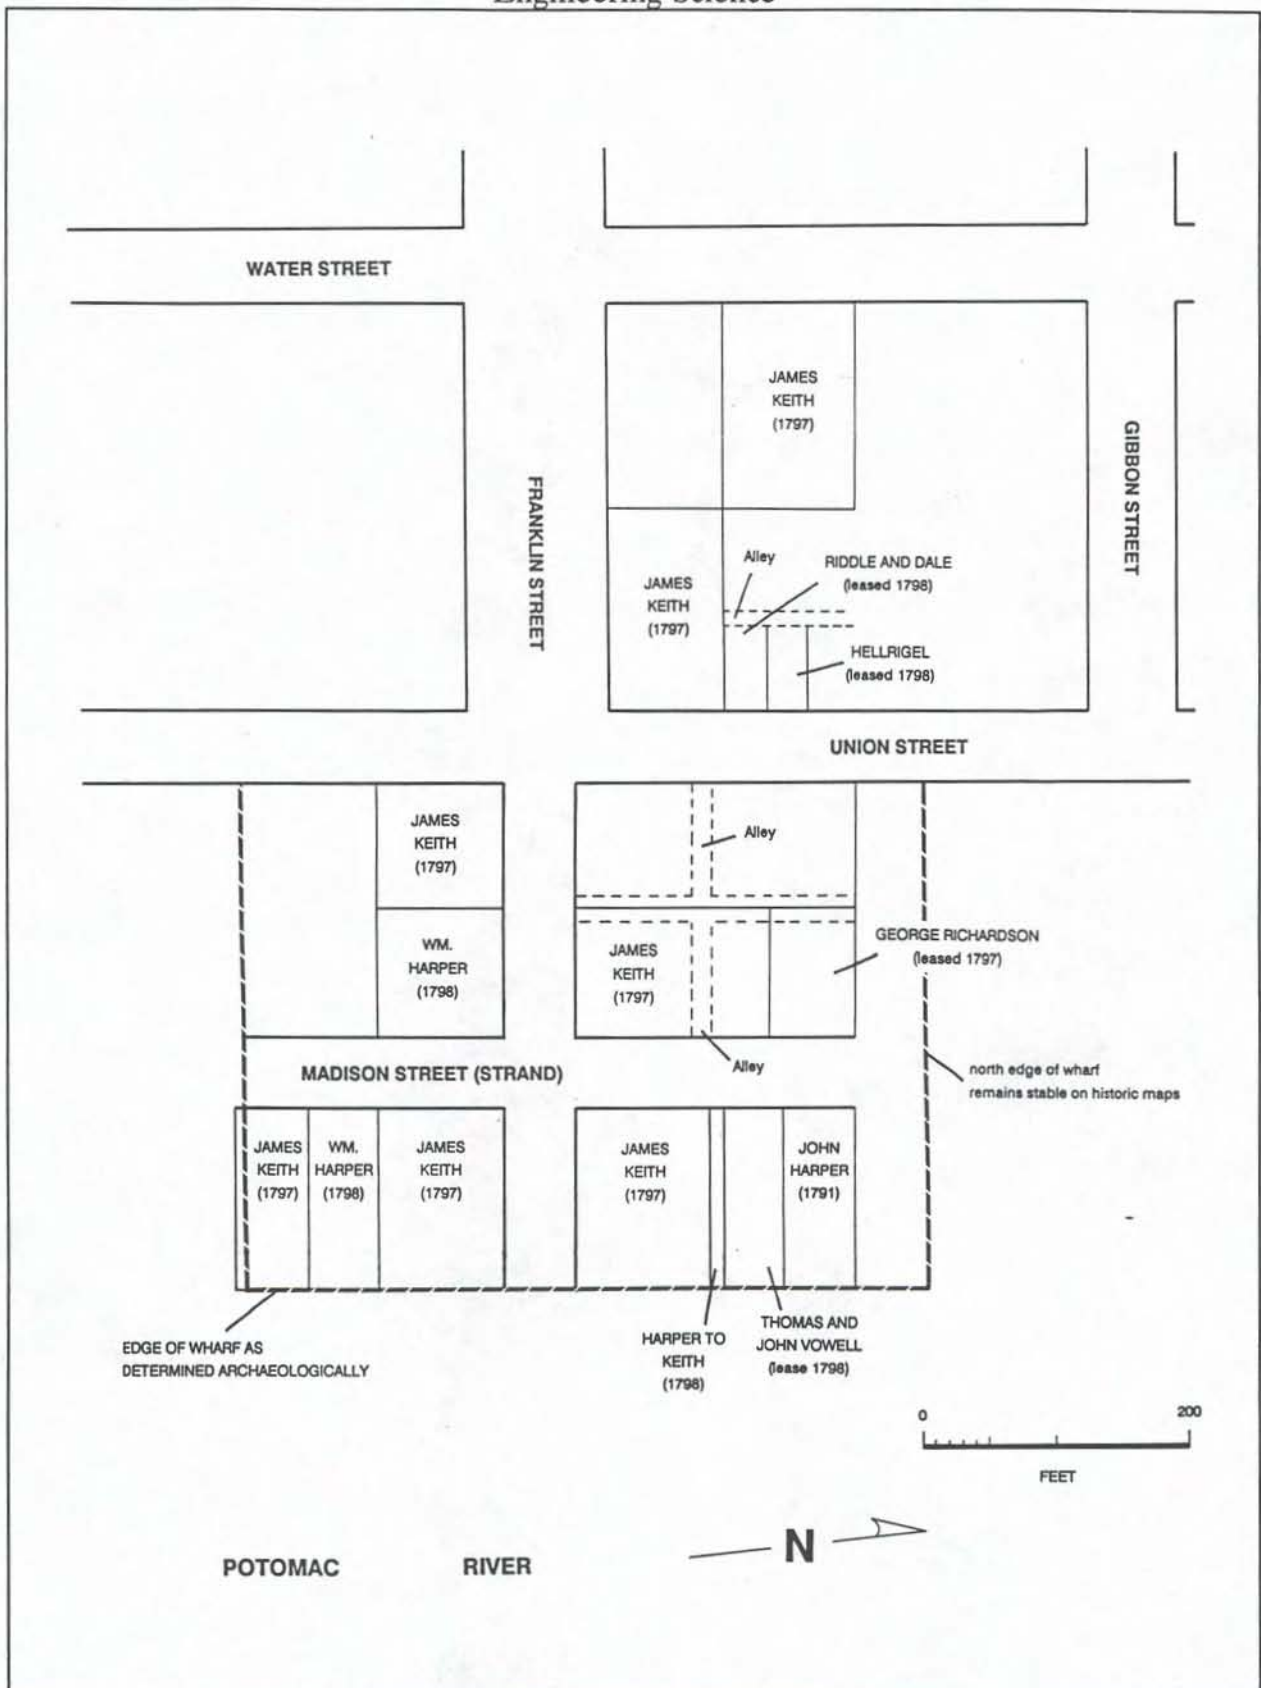 Engineering-Science
WATER STREET
JAMES
KEITH
(1797)
FRANKLIN STREET
GIBBON STREET
Alley
RIDDLE AND DALE
(leased 1798)
JAMES
KEITH
(1797)
HELLRIGEL
(leased 1798)
UNION STREET
JAMES
KEITH
(1797)
Alley
WM.
HARPER
(1798)
JAMES
KEITH
(1797)
GEORGE RICHARDSON
(leased 1797)
Alley
MADISON STREET (STRAND)
north edge of wharf
remains stable on historic maps
JAMES
KEITH
(1797)
WM.
HARPER
(1798)
JAMES
KEITH
(1797)
JAMES
KEITH
(1797)
JOHN
HARPER
(1791)
EDGE OF WHARF AS
DETERMINED ARCHAEOLOGICALLY
HARPER TO
KEITH
(1798)
THOMAS AND
JOHN VOWELL
(lease 1798)
0 200
FEET
N
POTOMAC RIVER